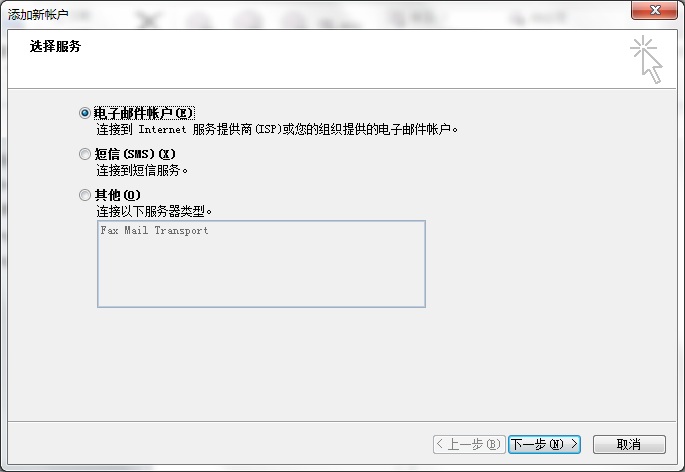 添加新帐户
选择服务
电子邮件帐户(E)
连接到 Internet 服务提供商(ISP)或您的组织提供的电子邮件帐户。
短信(SMS)(X)
连接到短信服务。
其他(O)
连接以下服务器类型。
Fax Mail Transport
< 上一步(B)
下一步(N) >
取消